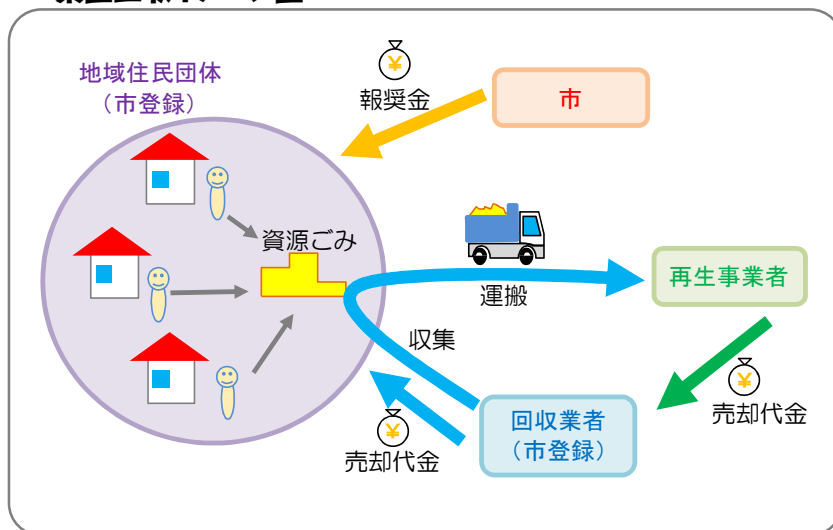 地域住民団体
（市登録）
報奨金
市
資源ごみ
運搬
再生事業者
収集
回収業者
（市登録）
売却代金
売却代金